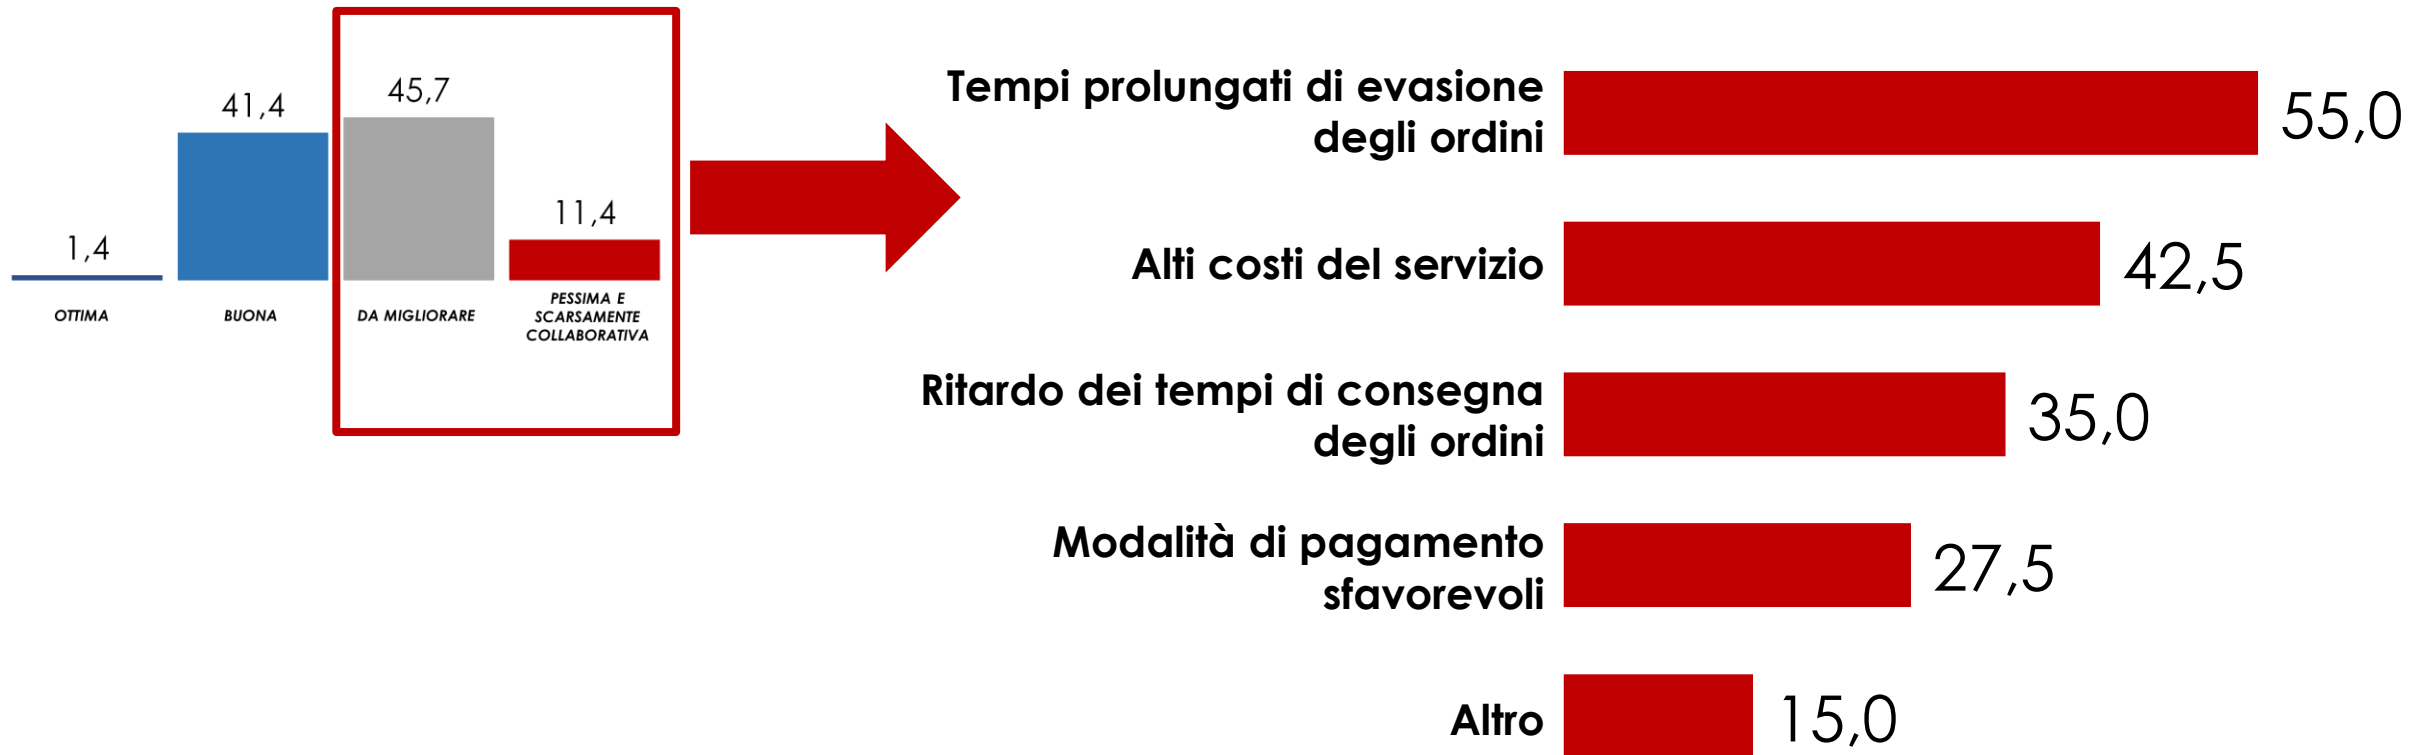 1,4
41,4
45,7
11,4
OTTIMA
BUONA
DA MIGLIORARE
PESSIMA E
SCARSAMENTE
COLLABORATIVA
Tempi prolungati di evasione
degli ordini
55,0
Alti costi del servizio
42,5
Ritardo dei tempi di consegna
degli ordini
35,0
Modalità di pagamento
sfavorevoli
27,5
Altro
15,0